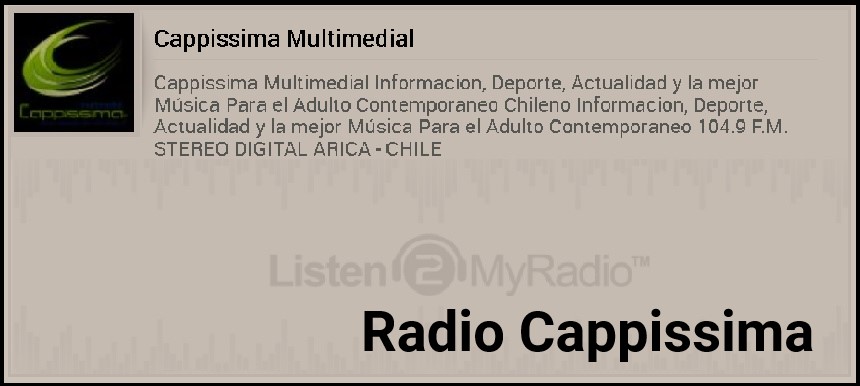 Cappissima Multimedial
Cappissima Multimedial Informacion, Deporte, Actualidad y la mejor
Música Para el Adulto Contemporaneo Chileno Informacion, Deporte,
Actualidad y la mejor Música Para el Adulto Contemporaneo 104.9 F.M.
STEREO DIGITAL ARICA - CHILE
Cappissima
Listen2MyRadio™
Radio Cappissima